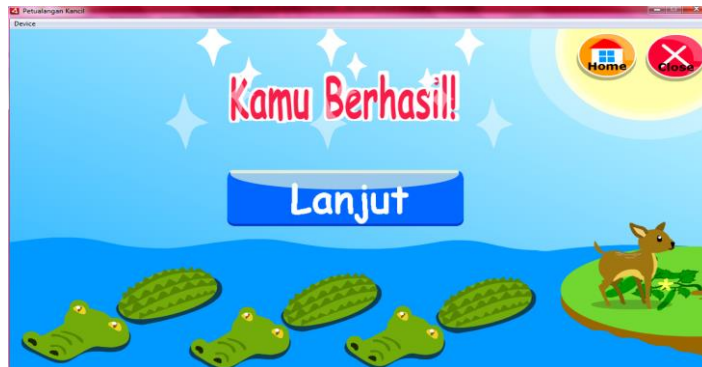 Petualangan Kancil
Device
Home
Close
Kamu Berhasil!
Lanjut